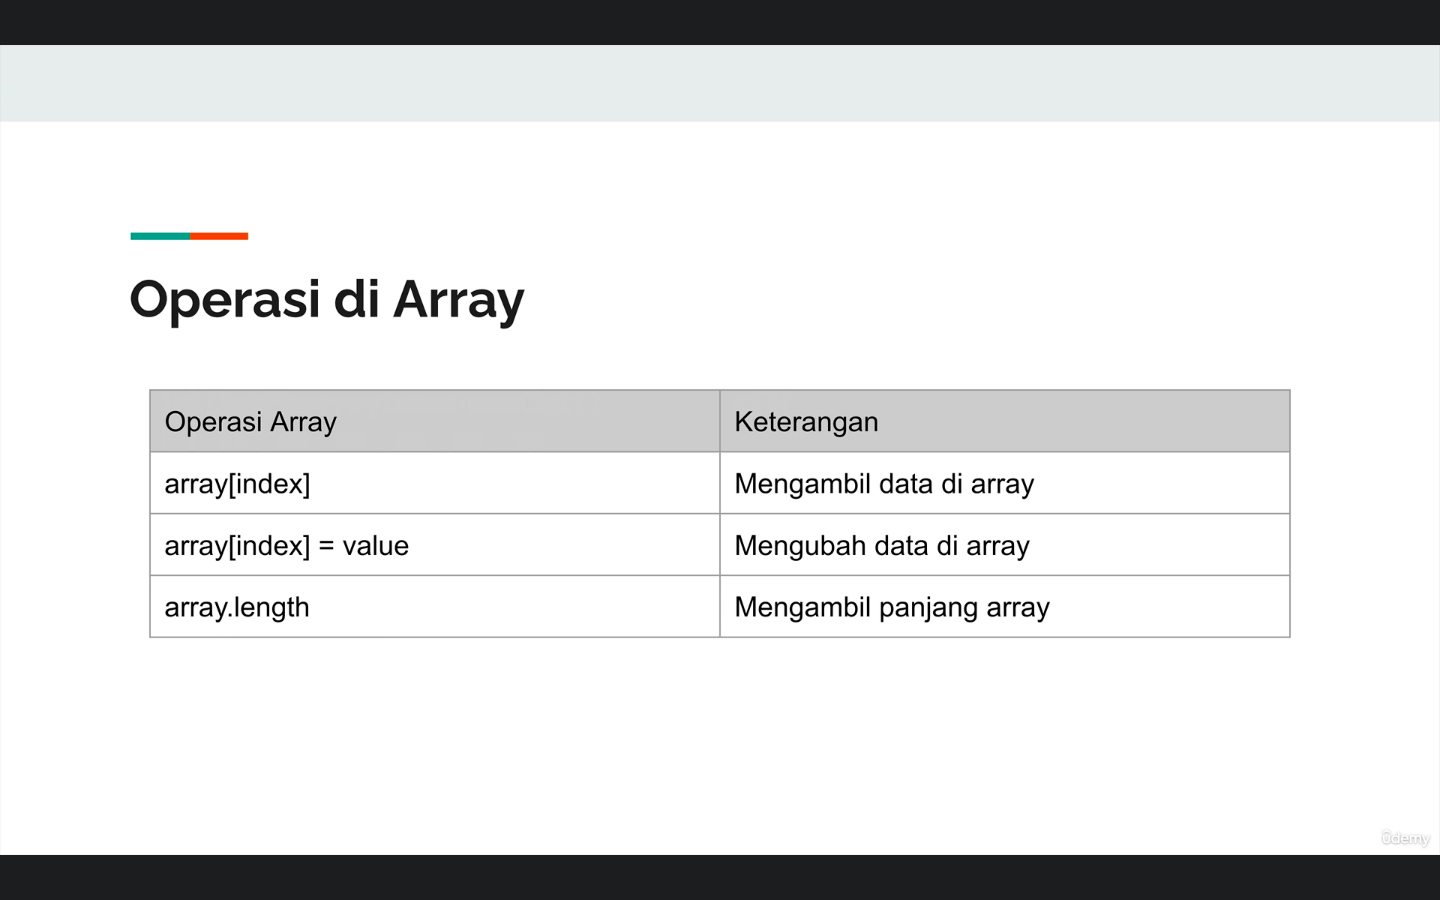 Operasi di Array
Operasi Array Keterangan
array[index] Mengambil data di array
array[index] = value Mengubah data di array
array.length Mengambil panjang array
ûdemy